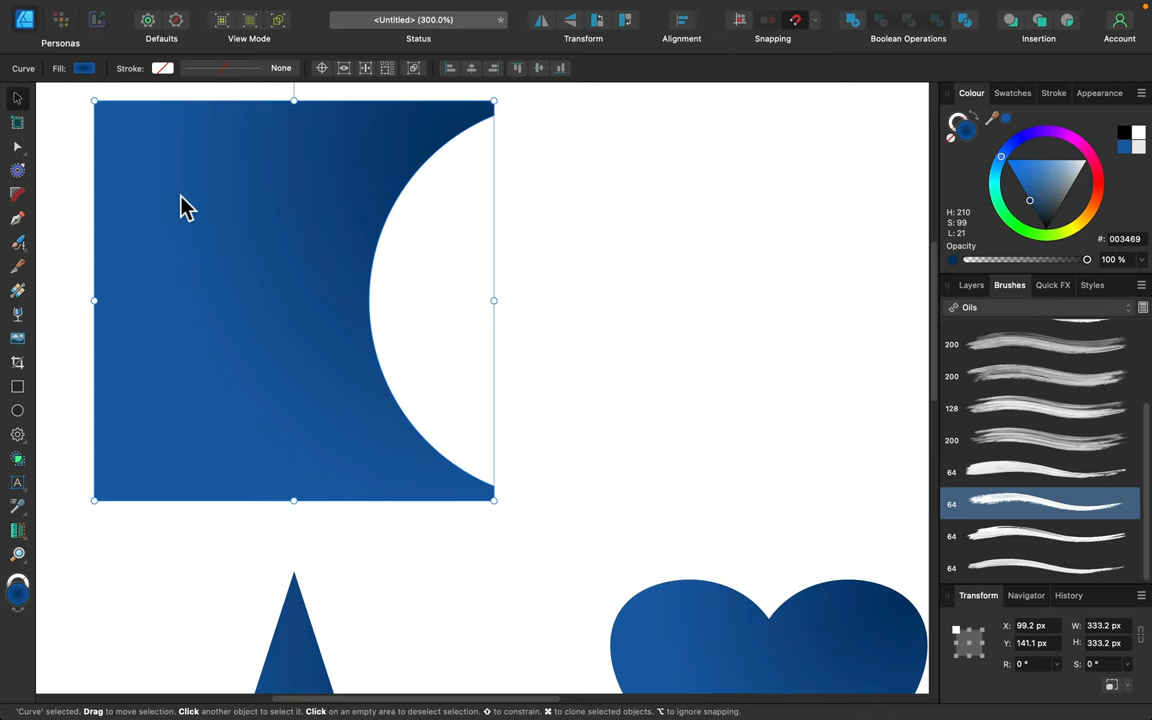 <Untitled> (300.0%)
*
Personas
Defaults
View Mode
Status
Transform
Alignment
Snapping
Boolean Operations
Insertion
Account
Curve
Fill:
Stroke:
None
Colour
Swatches
Stroke
Appearance
H: 210
S: 99
L: 21
#: 003469
Opacity
100 %
Layers
Brushes
Quick FX
Styles
Oils
200
200
128
200
64
64
64
64
Transform
Navigator
History
X: 99.2 px
W: 333.2 px
Y: 141.1 px
H: 333.2 px
R: 0 °
S: 0 °
'Curve' selected. Drag to move selection. Click another object to select it. Click on an empty area to deselect selection. ⇧ to constrain. ⌘ to clone selected objects. ⌥ to ignore snapping.